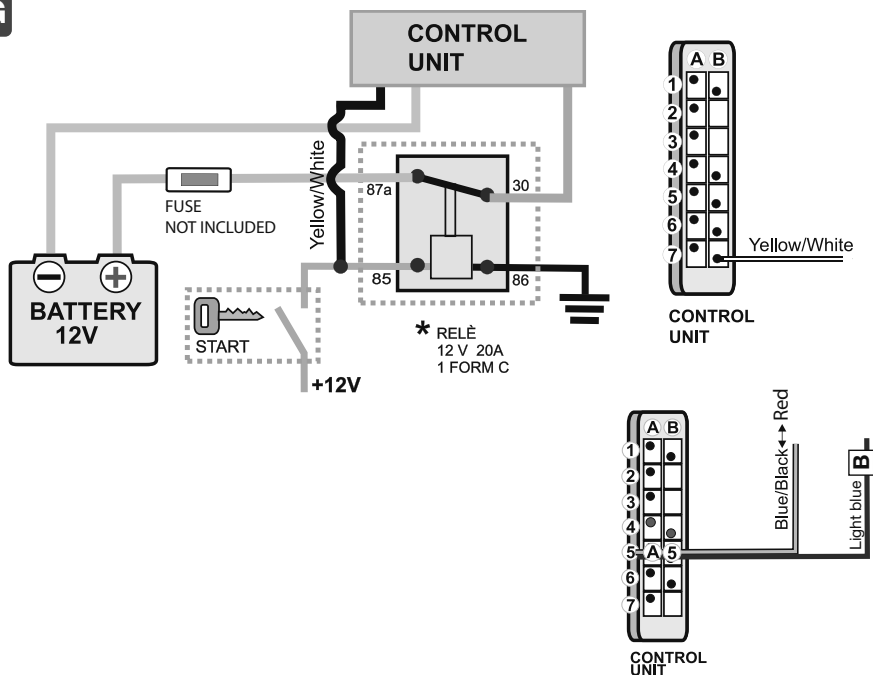 G
CONTROL
UNIT
Yellow/White
FUSE
NOT INCLUDED
87a
30
85
86
BATTERY
12V
START
+12V
* RELÈ
12 V 20A
1 FORM C
A B
1
2
3
4
5
6
7
Yellow/White
CONTROL
UNIT
A B
1
2
3
4
5 A 5
6
7
Blue/Black↔Red
Light blue
B
CONTROL
UNIT